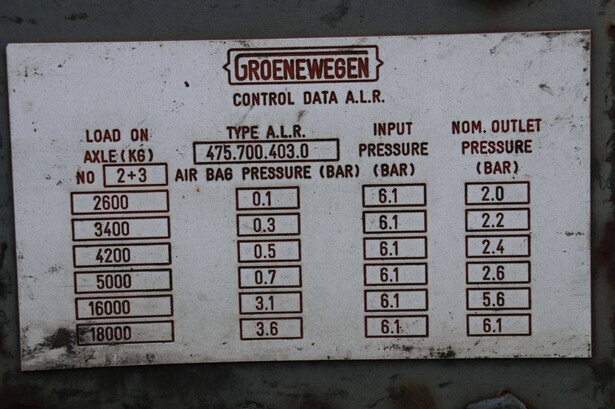 GROENEWEGEN
CONTROL DATA A.L.R.
LOAD ON TYPE A.L.R. INPUT NOM. OUTLET
AXLE (KG) 475.700.403.0 PRESSURE PRESSURE
NO 2+3 AIR BAG PRESSURE (BAR) (BAR) (BAR)
2600 0.1 6.1 2.0
3400 0.3 6.1 2.2
4200 0.5 6.1 2.4
5000 0.7 6.1 2.6
16000 3.1 6.1 5.6
18000 3.6 6.1 6.1